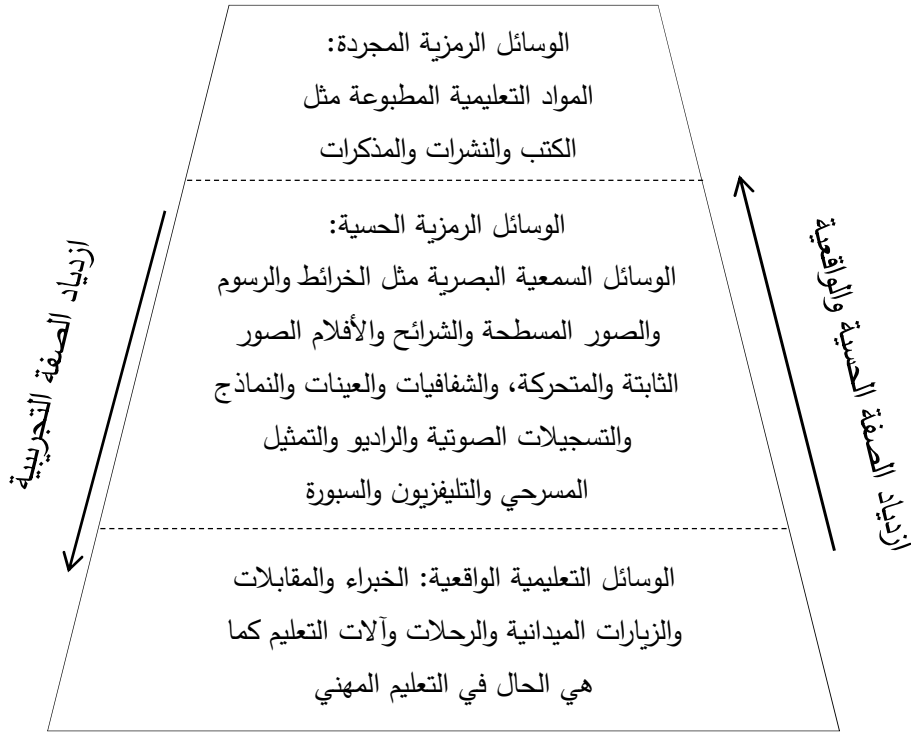 الوسائل الرمزية المجردة:
المواد التعليمية المطبوعة مثل
الكتب والنشرات والمذكرات
الوسائل الرمزية الحسية:
الوسائل السمعية البصرية مثل الخرائط والرسوم
والصور المسطحة والشرائح والأفلام الصور
الثابتة والمتحركة، والشفافيات والعينات والنماذج
والتسجيلات الصوتية والراديو والتمثيل
المسرحي والتليفزيون والسبورة
الوسائل التعليمية الواقعية: الخبراء والمقابلات
والزيارات الميدانية والرحلات وآلات التعليم كما
هي الحال في التعليم المهني
ازدياد الصفة الحسية والواقعية
ازدياد الصفة التجريبية